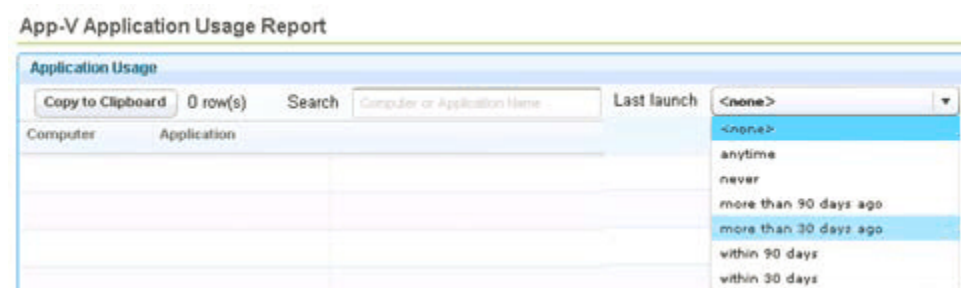 App-V Application Usage Report
Application Usage
Copy to Clipboard 0 row(s) Search Computer or Application Name Last launch <none>
Computer Application
<none>
anytime
never
more than 90 days ago
more than 30 days ago
within 90 days
within 30 days